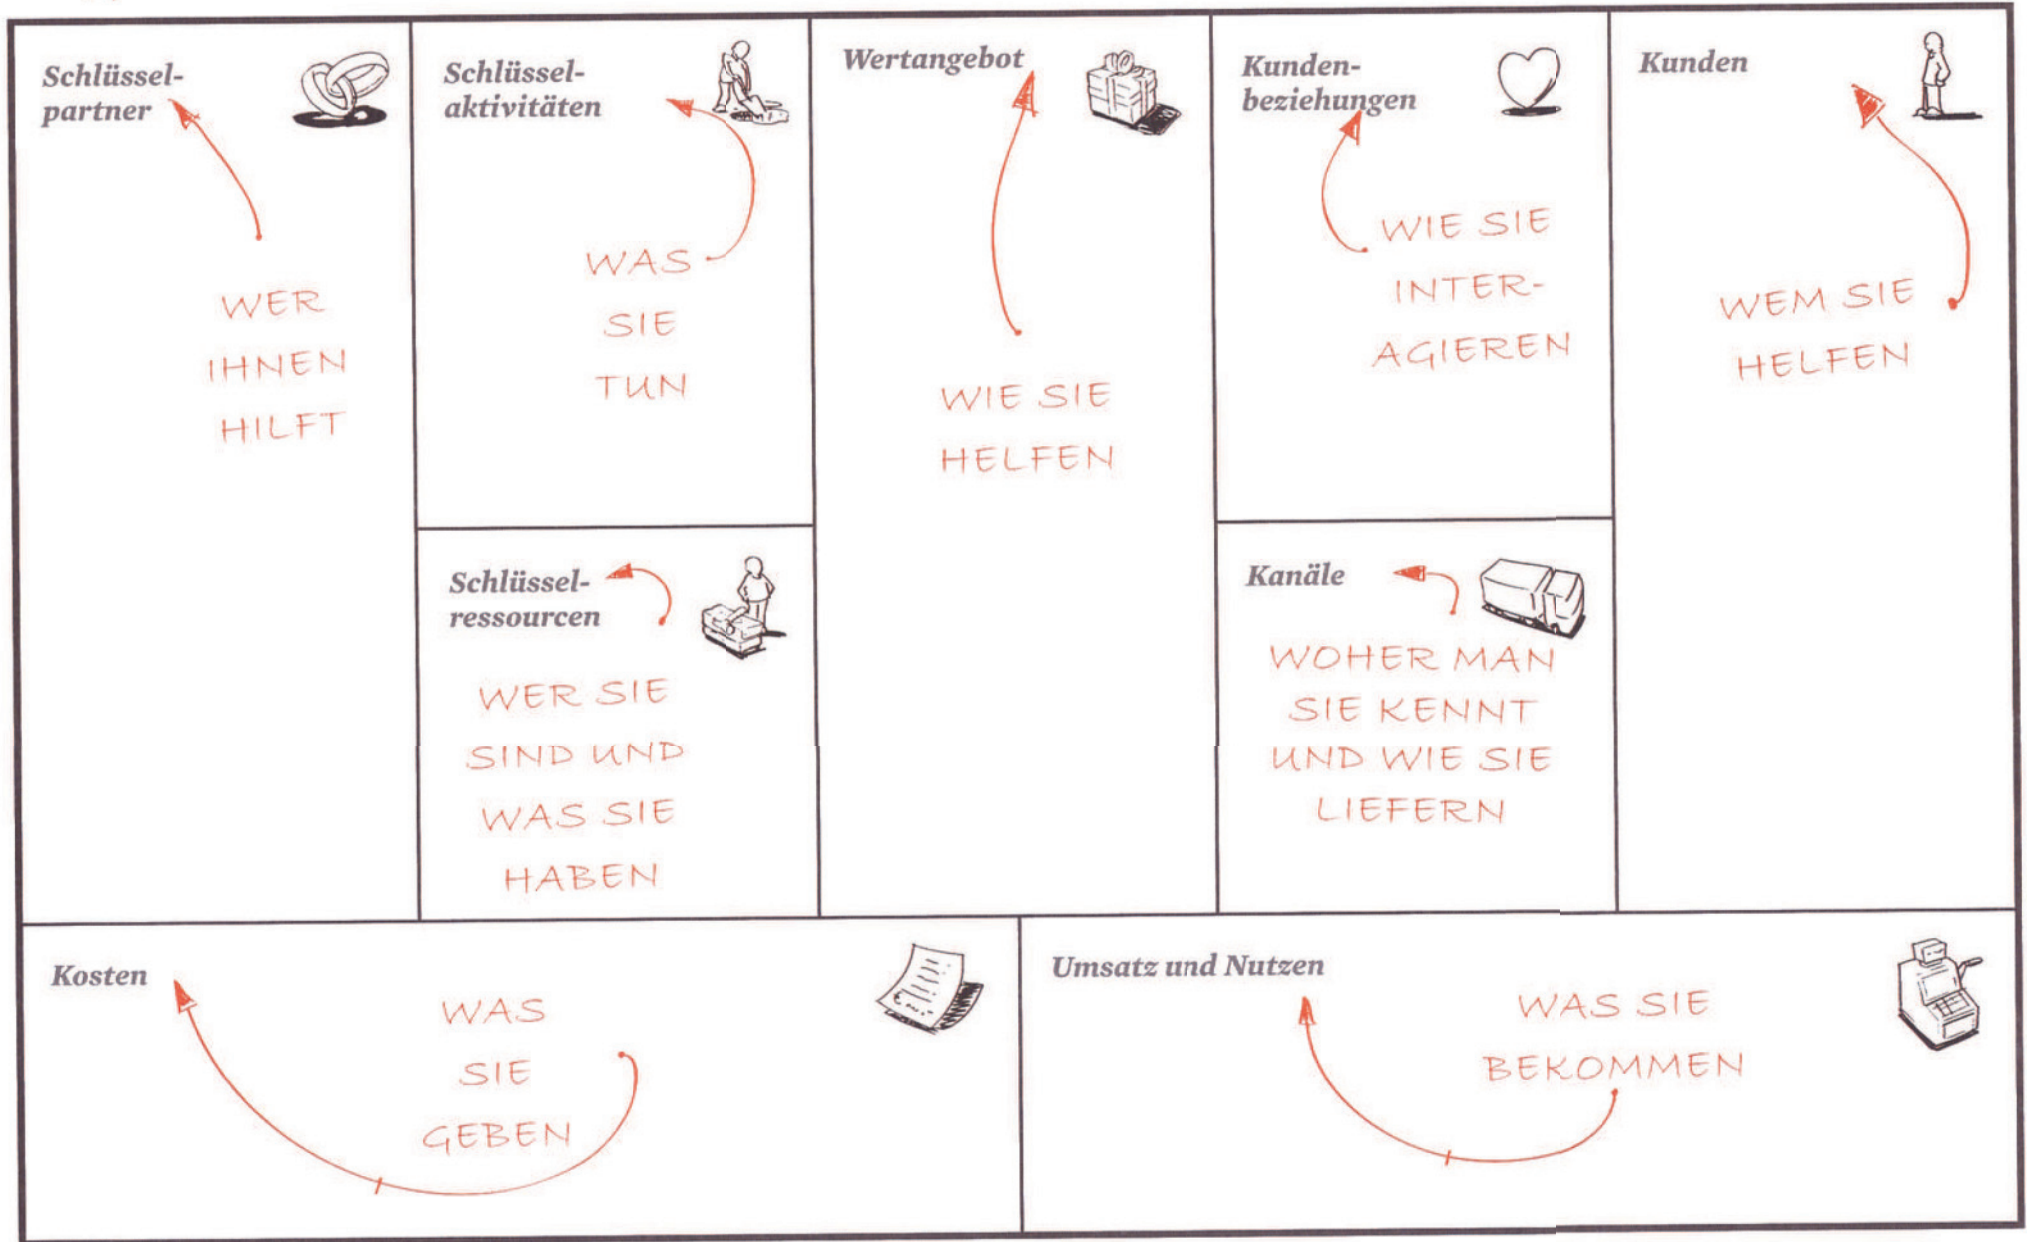 Schlüssel-
partner
WER
IHNEN
HILFT
Schlüssel-
aktivitäten
WAS
SIE
TUN
Schlüssel-
ressourcen
WER SIE
SIND UND
WAS SIE
HABEN
Wertangebot
WIE SIE
HELFEN
Kunden-
beziehungen
WIE SIE
INTER-
AGIEREN
Kanäle
WOHER MAN
SIE KENNT
UND WIE SIE
LIEFERN
Kunden
WEM SIE
HELFEN
Kosten
WAS
SIE
GEBEN
Umsatz und Nutzen
WAS SIE
BEKOMMEN